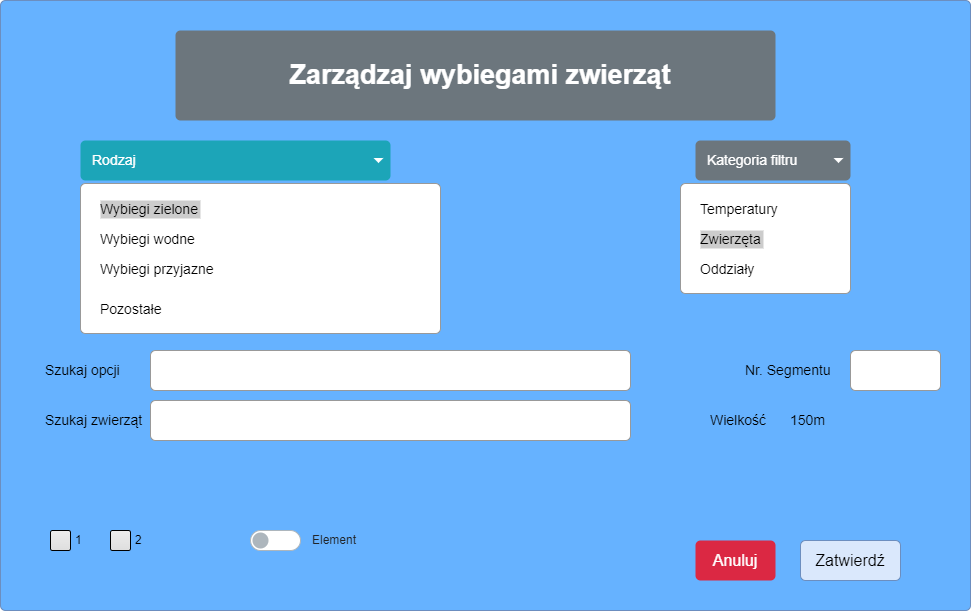 Zarządzaj wybiegami zwierząt
Rodzaj
Kategoria filtru
Wybiegi zielone
Wybiegi wodne
Wybiegi przyjazne
Pozostałe
Temperatury
Zwierzęta
Oddziały
Szukaj opcji
Nr. Segmentu
Szukaj zwierząt
Wielkość 150m
1 2 Element
Anuluj Zatwierdź